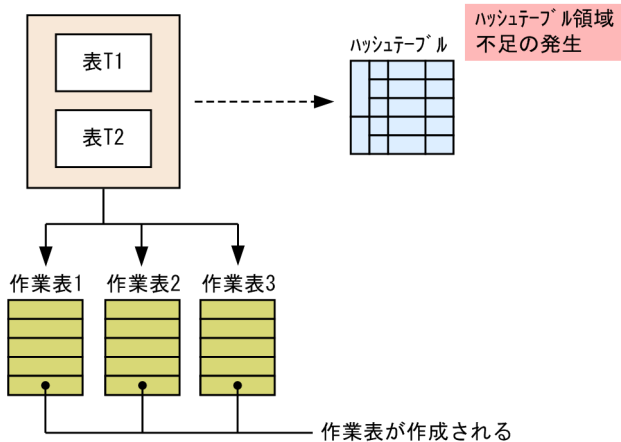 ﾊｯｼｭﾃｰﾌﾞﾙ領域
不足の発生
ﾊｯｼｭﾃｰﾌﾞﾙ
表T1
表T2
作業表1 作業表2 作業表3
作業表が作成される